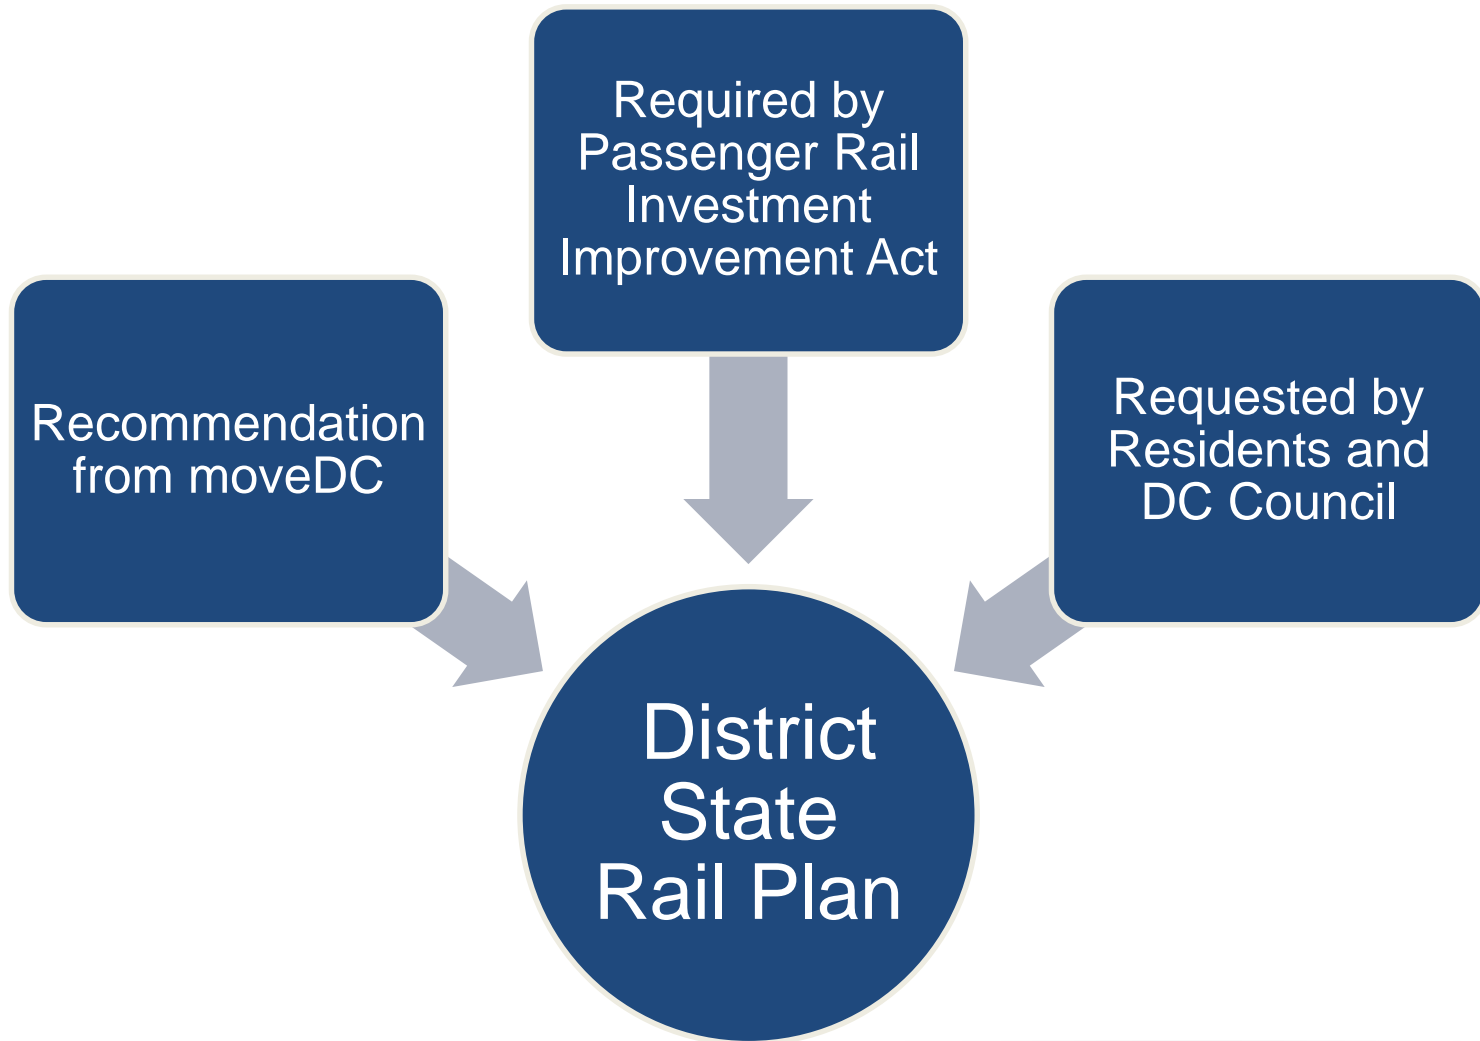 Required by
Passenger Rail
Investment
Improvement Act
Recommendation
from moveDC
Requested by
Residents and
DC Council
District
State
Rail Plan